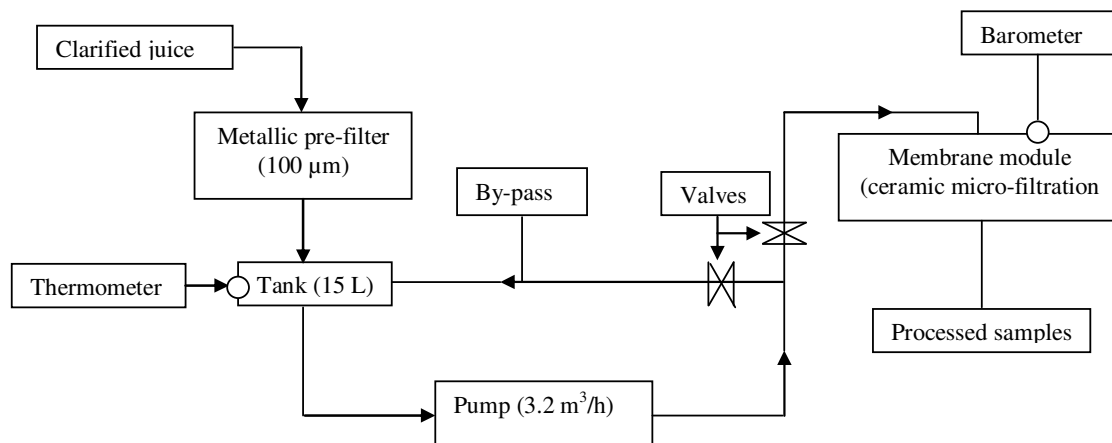 Clarified juice
Barometer
Metallic pre-filter
(100 µm)
Membrane module
(ceramic micro-filtration
By-pass
Valves
Thermometer
Tank (15 L)
Processed samples
Pump (3.2 m³/h)